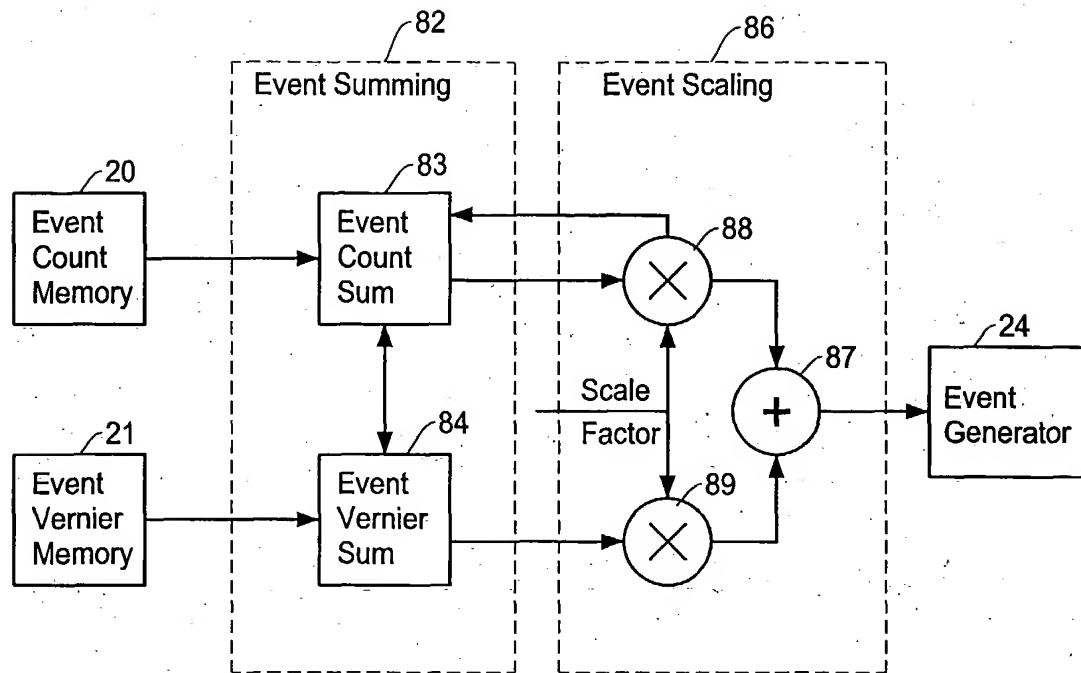 82
86
Event Summing
Event Scaling
20
Event
Count
Memory
83
Event
Count
Sum
88
24
Event
Generator
87
+
Scale
Factor
21
Event
Vernier
Memory
84
Event
Vernier
Sum
89